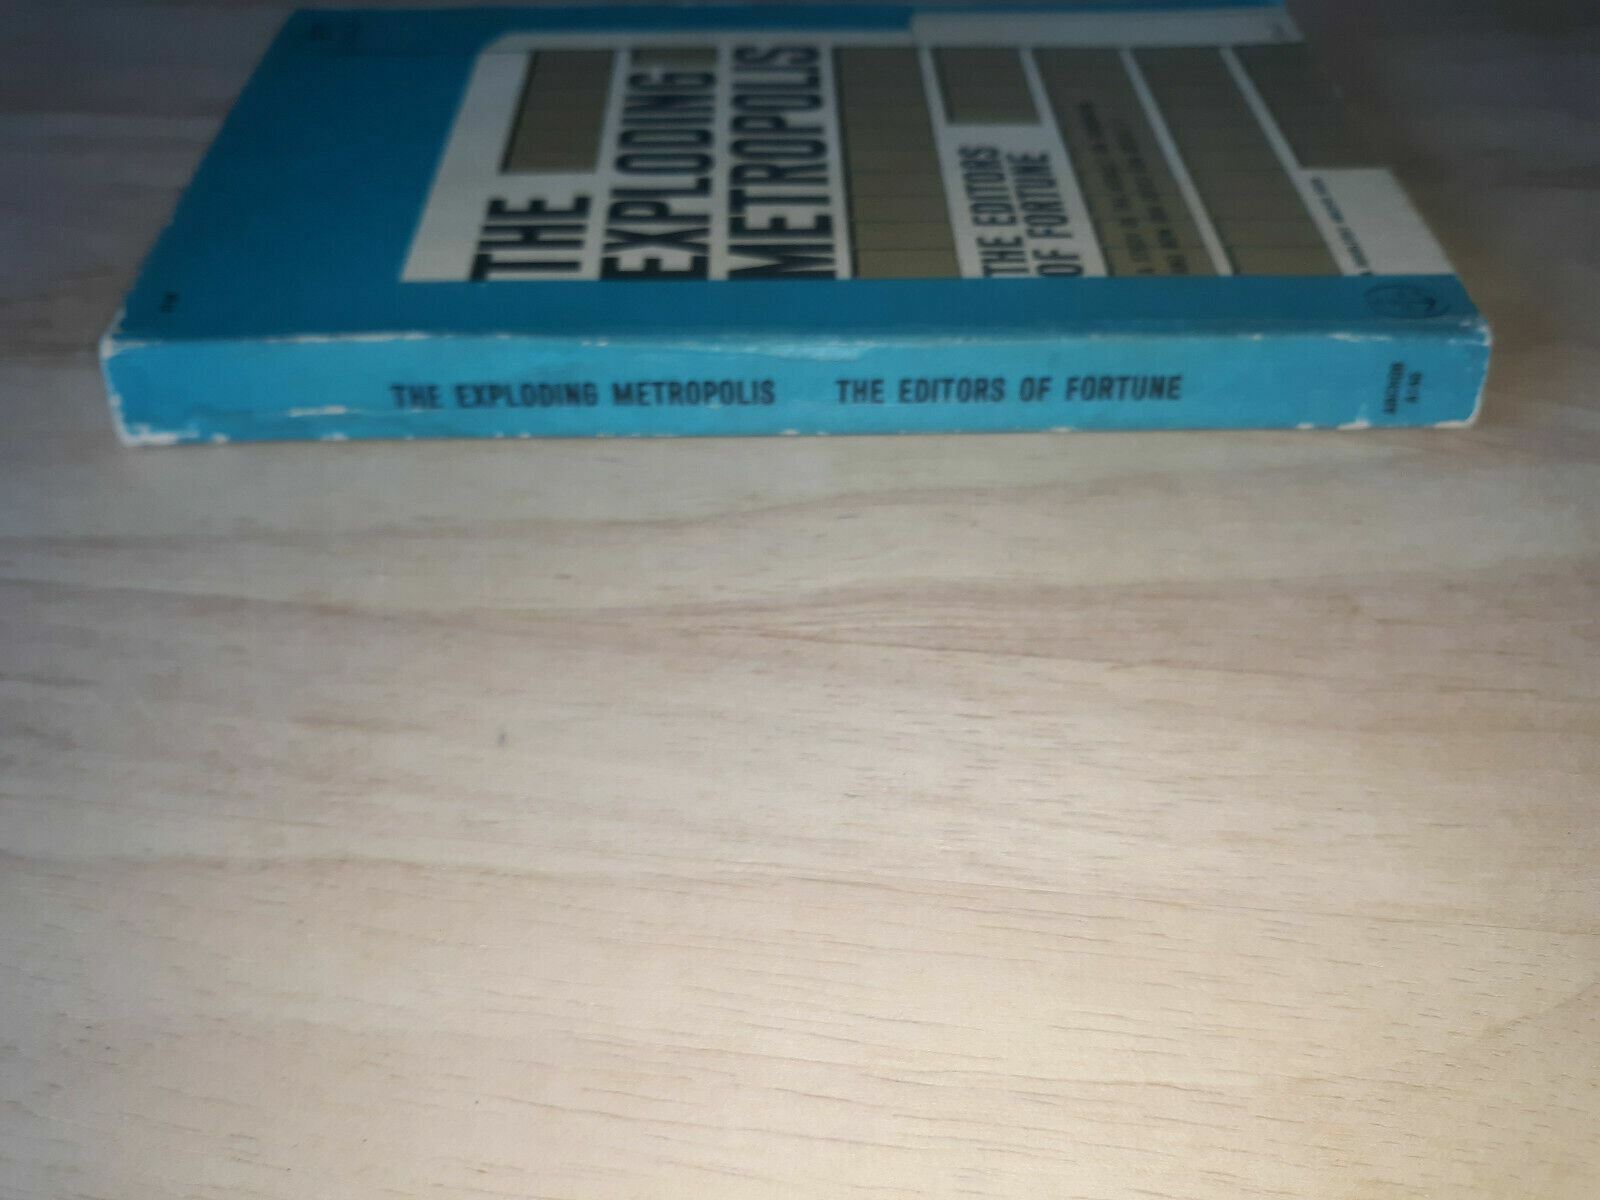 THE
EXPLODING
METROPOLIS
THE EDITORS
OF FORTUNE
THE EXPLODING METROPOLIS THE EDITORS OF FORTUNE